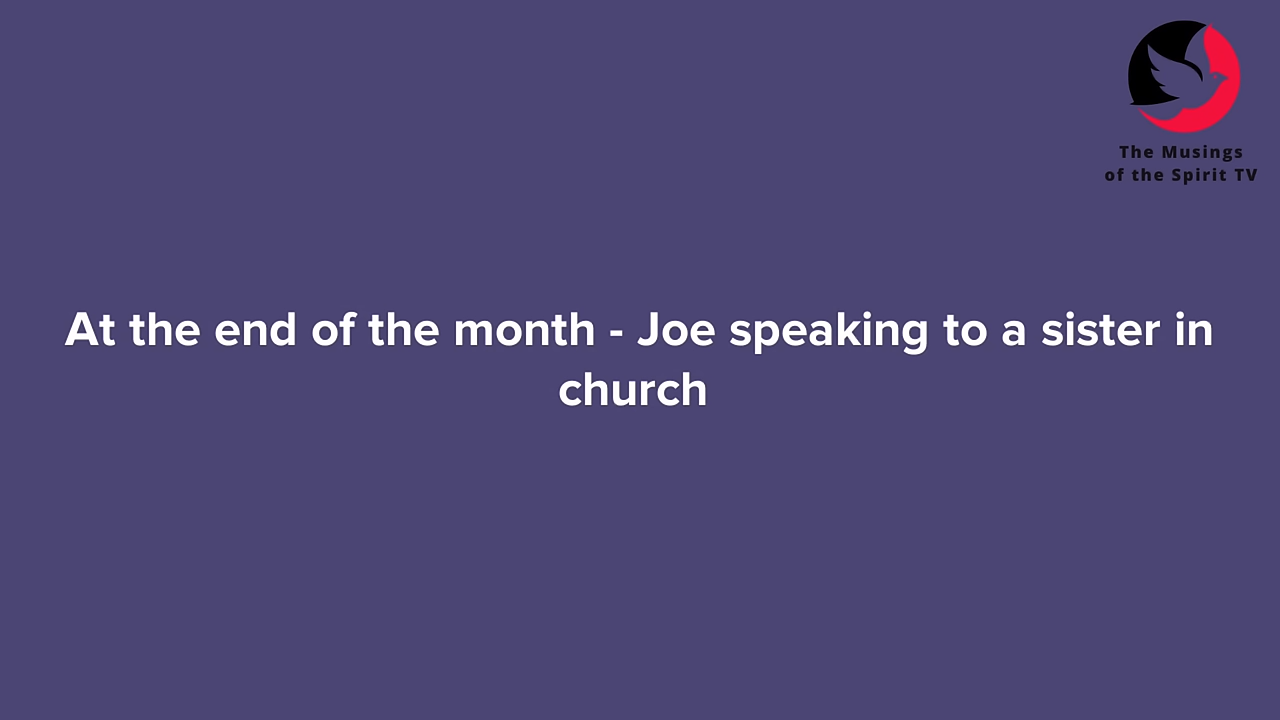 The Musings
of the Spirit TV
At the end of the month - Joe speaking to a sister in
church